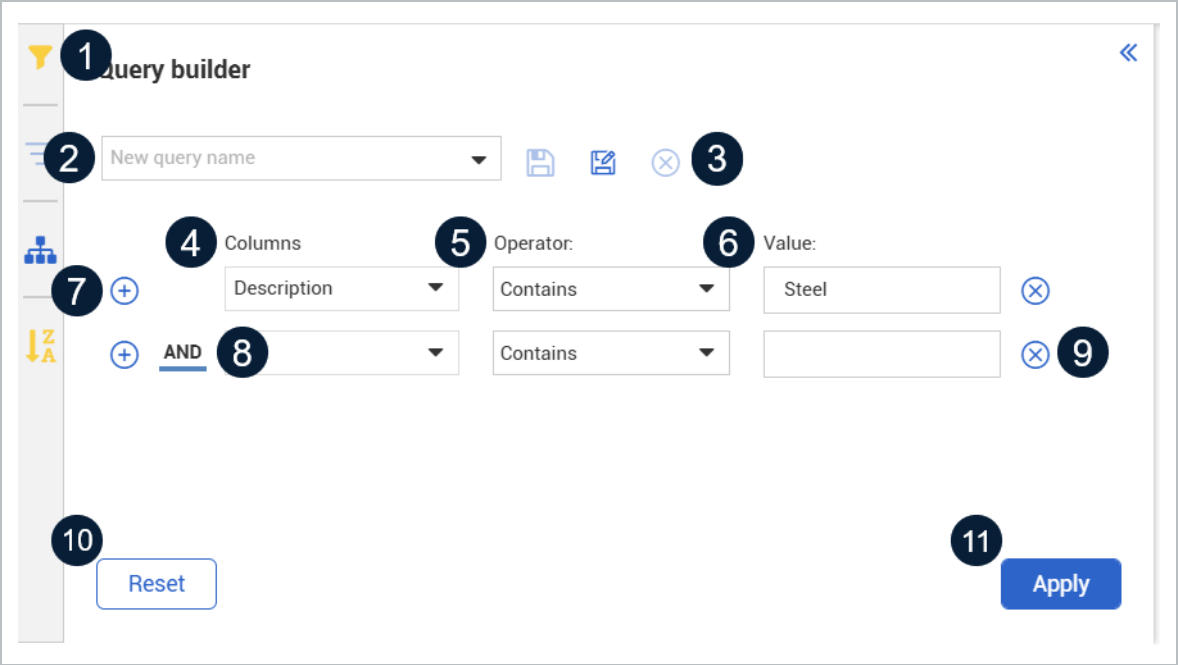 1
Query builder
2
New query name
3
4 Columns 5 Operator: 6 Value:
7 Description Contains Steel
AND 8 Contains 9
Z
A
10
Reset
11
Apply